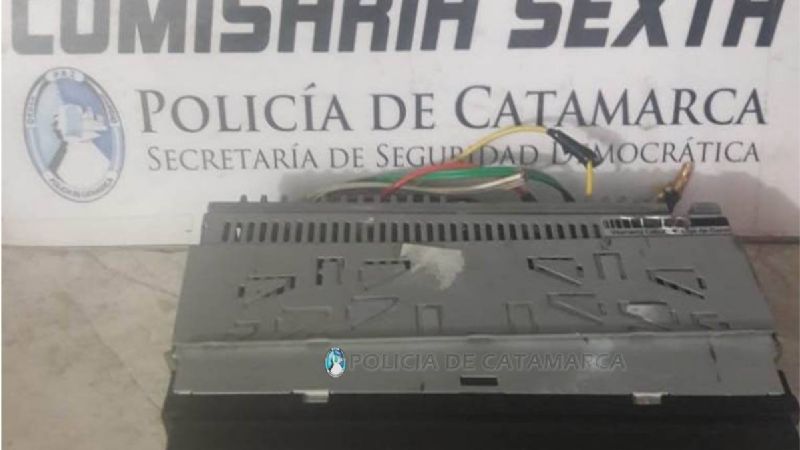 COMISARIA SEXTA
POLICÍA DE CATAMARCA
SECRETARÍA DE SEGURIDAD DEMOCRÁTICA
POLICIA DE CATAMARCA